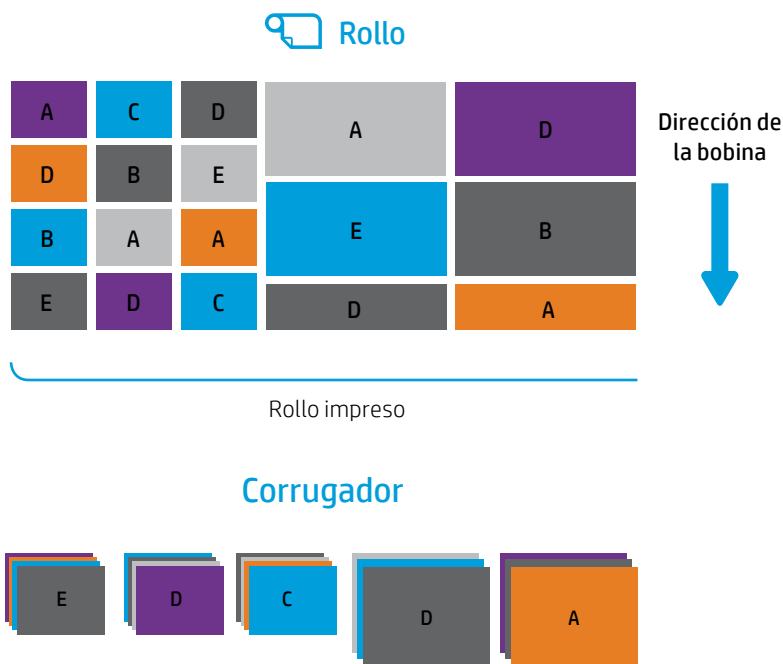 Rollo
A C D A D
D B E
B A A E B
E D C D A
Dirección de
la bobina
Rollo impreso
Corrugador
E D C D A